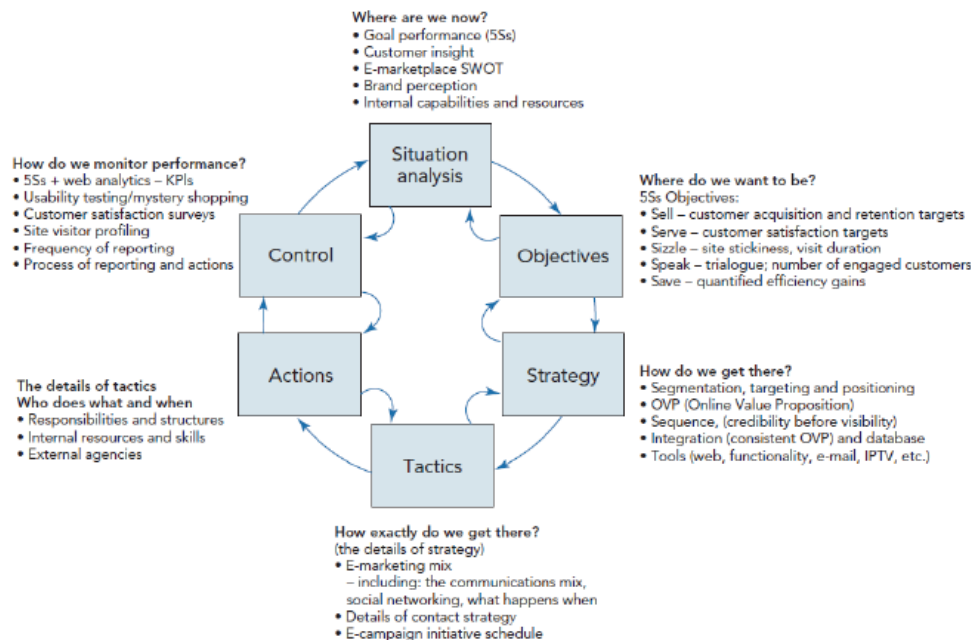 Where are we now?
• Goal performance (5Ss)
• Customer insight
• E-marketplace SWOT
• Brand perception
• Internal capabilities and resources
Situation
analysis
How do we monitor performance?
• 5Ss + web analytics – KPIs
• Usability testing/mystery shopping
• Customer satisfaction surveys
• Site visitor profiling
• Frequency of reporting
• Process of reporting and actions
Control
Objectives
Where do we want to be?
5Ss Objectives:
• Sell – customer acquisition and retention targets
• Serve – customer satisfaction targets
• Sizzle – site stickiness, visit duration
• Speak – trialogue; number of engaged customers
• Save – quantified efficiency gains
Actions
Strategy
The details of tactics
Who does what and when
• Responsibilities and structures
• Internal resources and skills
• External agencies
How do we get there?
• Segmentation, targeting and positioning
• OVP (Online Value Proposition)
• Sequence, (credibility before visibility)
• Integration (consistent OVP) and database
• Tools (web, functionality, e-mail, IPTV, etc.)
Tactics
How exactly do we get there?
(the details of strategy)
• E-marketing mix
– including: the communications mix,
social networking, what happens when
• Details of contact strategy
• E-campaign initiative schedule